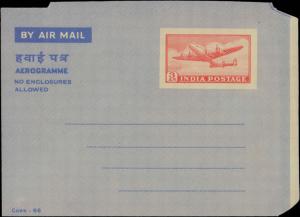 BY AIR MAIL
हवाई पत्र
AEROGRAMME
NO ENCLOSURES
ALLOWED
INDIA POSTAGE